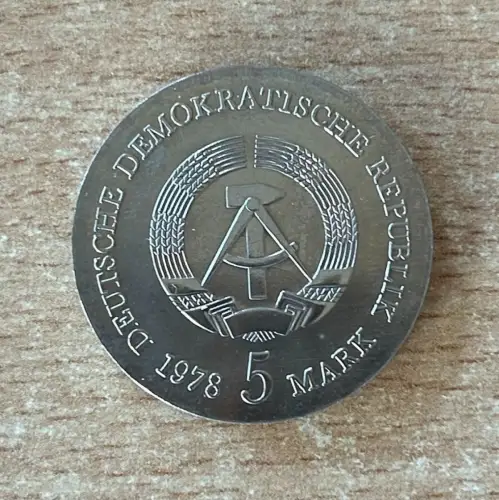 DEUTSCHE DEMOKRATISCHE REPUBLIK
1978 5 MARK